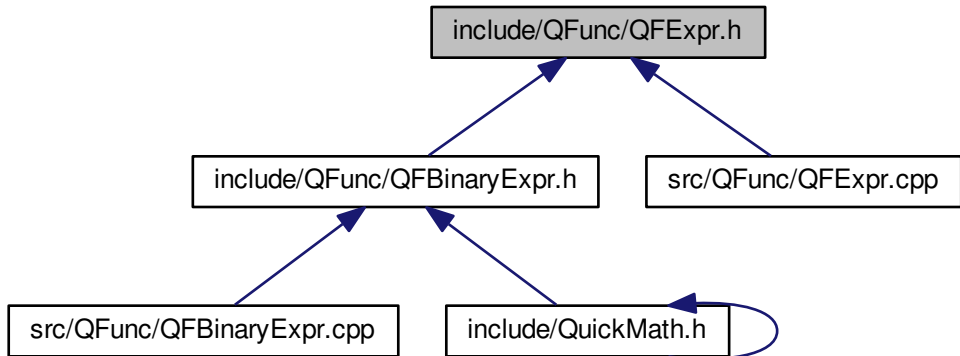 include/QFunc/QFExpr.h
include/QFunc/QFBinaryExpr.h
src/QFunc/QFExpr.cpp
src/QFunc/QFBinaryExpr.cpp
include/QuickMath.h